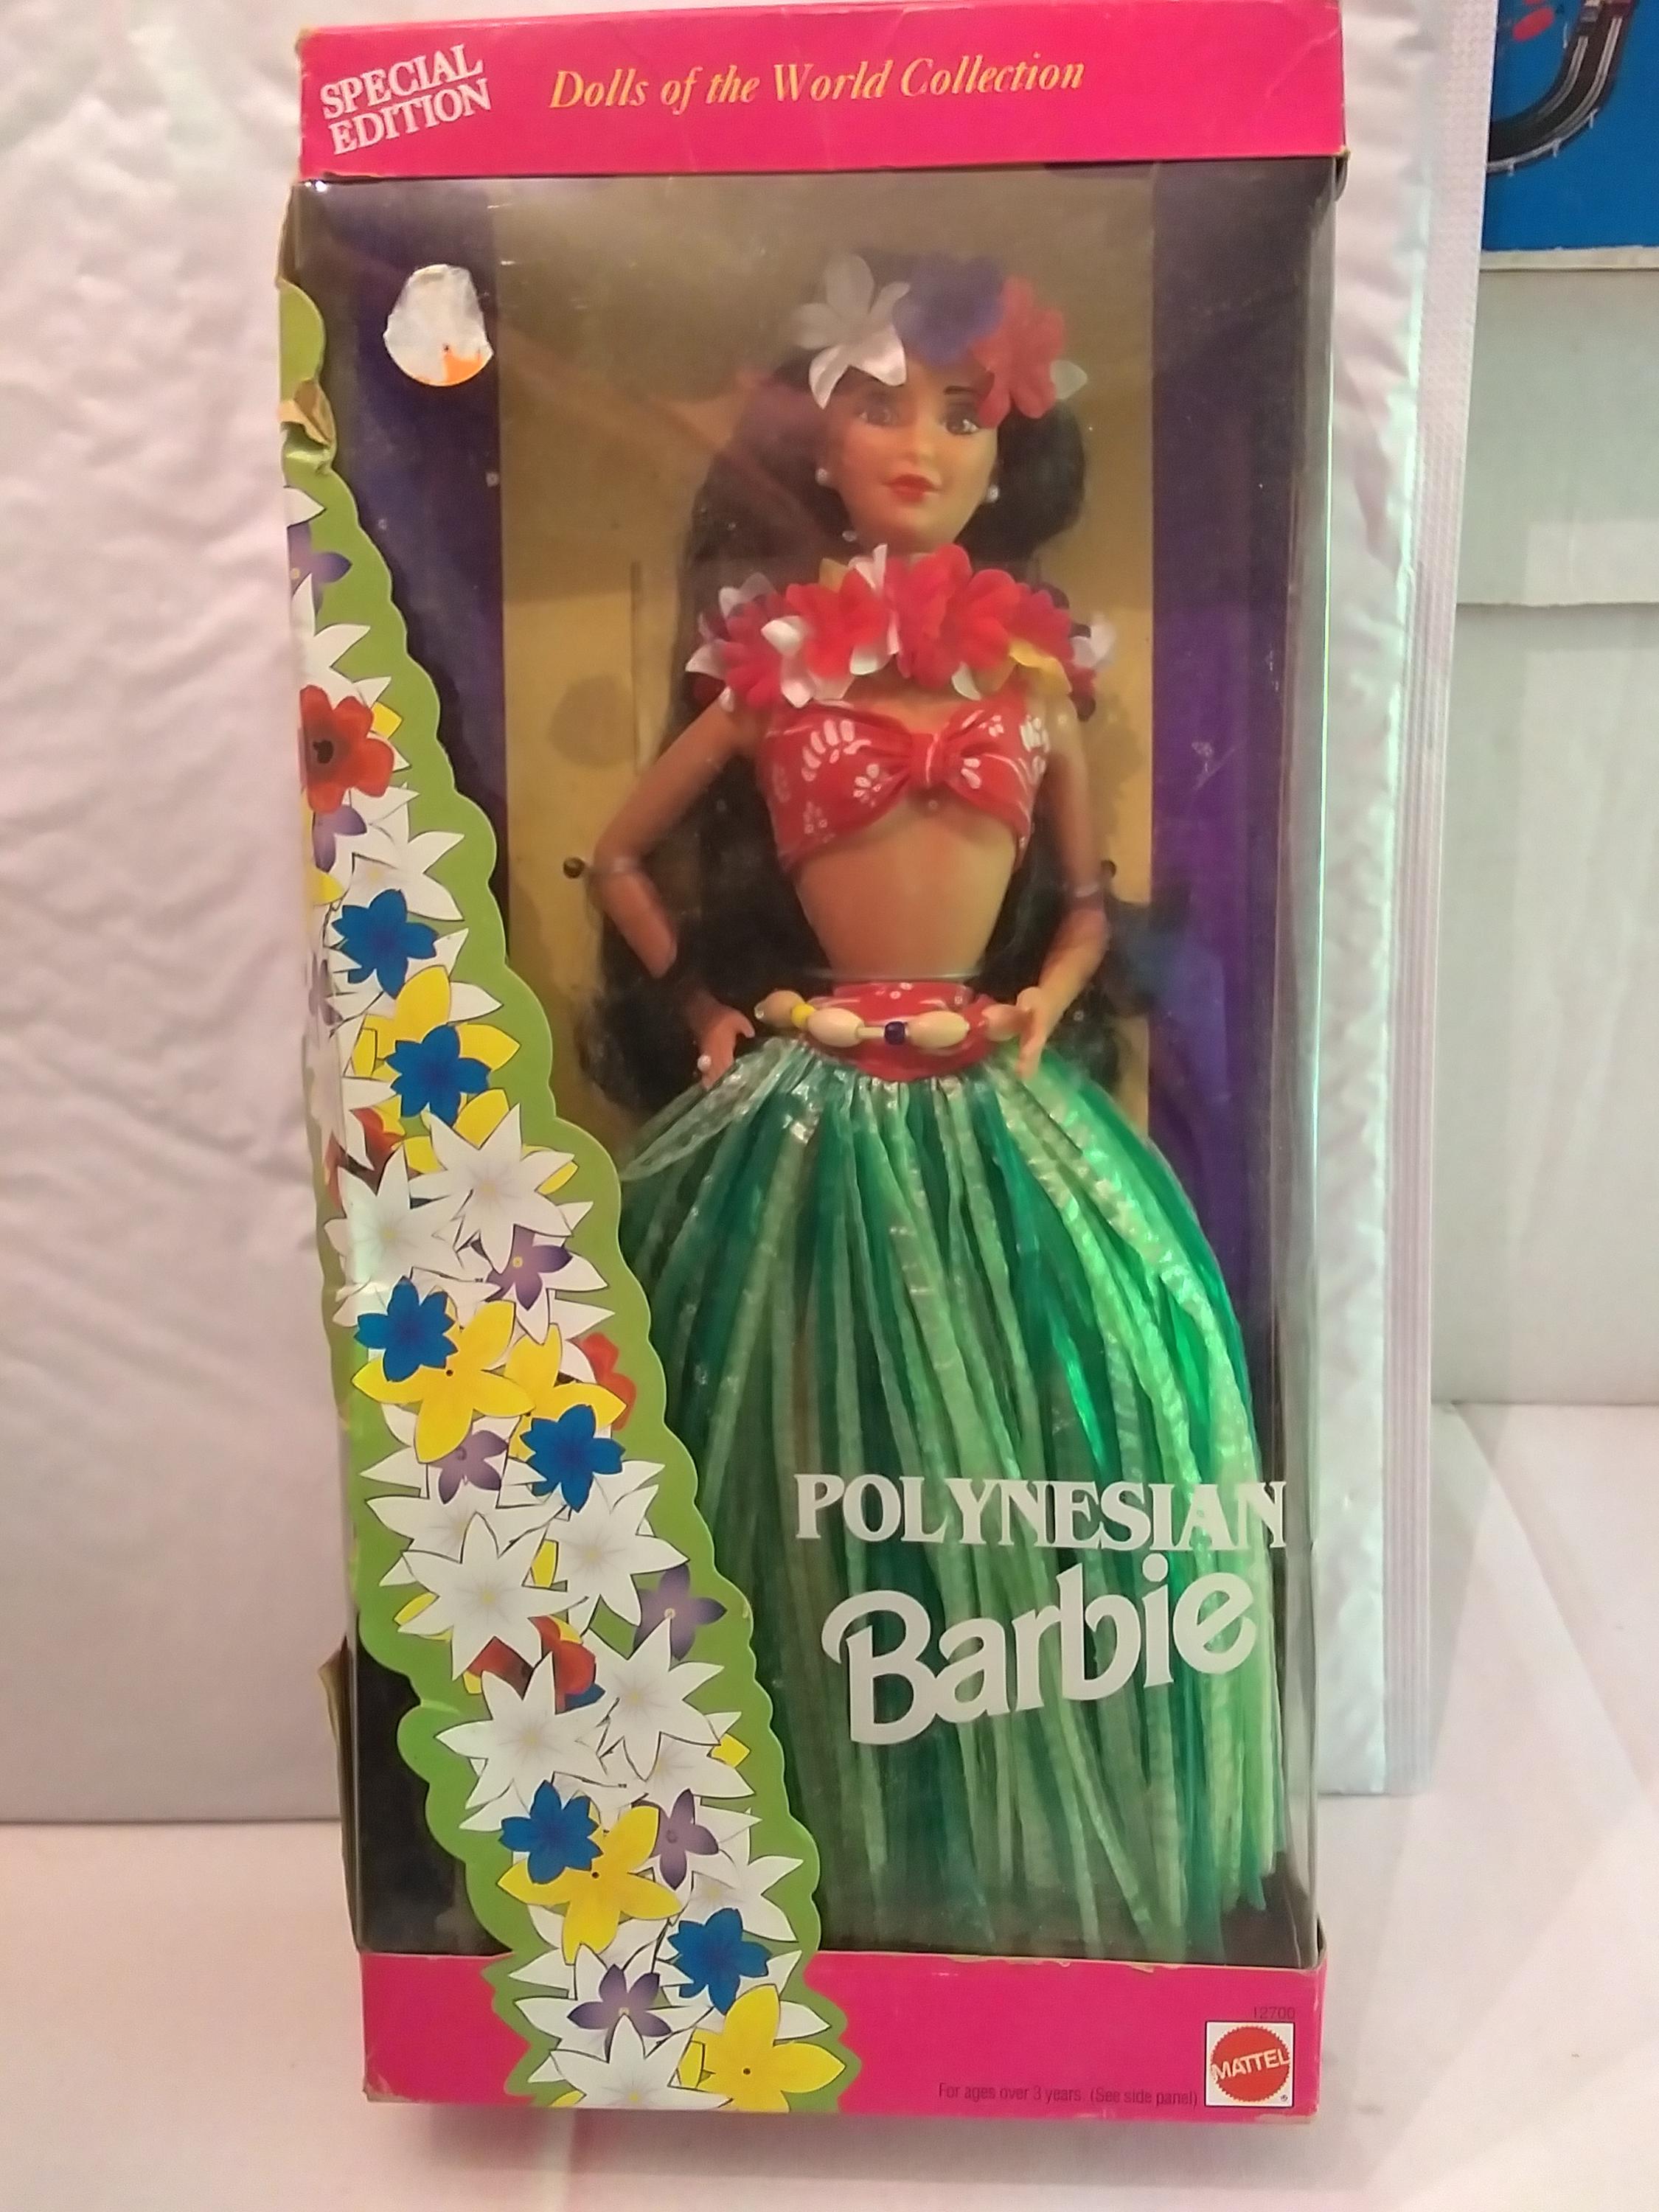 SPECIAL
EDITION
Dolls of the World Collection
POLYNESIAN
Barbie
12700
MATTEL
For ages over 3 years. (See side panel)